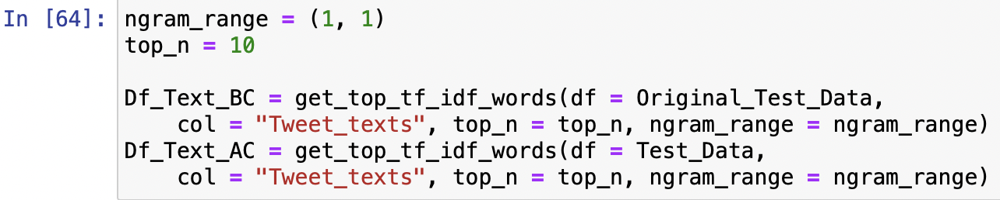 In [64]: ngram_range = (1, 1)
top_n = 10
Df_Text_BC = get_top_tf_idf_words(df = Original_Test_Data,
col = "Tweet_texts", top_n = top_n, ngram_range = ngram_range)
Df_Text_AC = get_top_tf_idf_words(df = Test_Data,
col = "Tweet_texts", top_n = top_n, ngram_range = ngram_range)